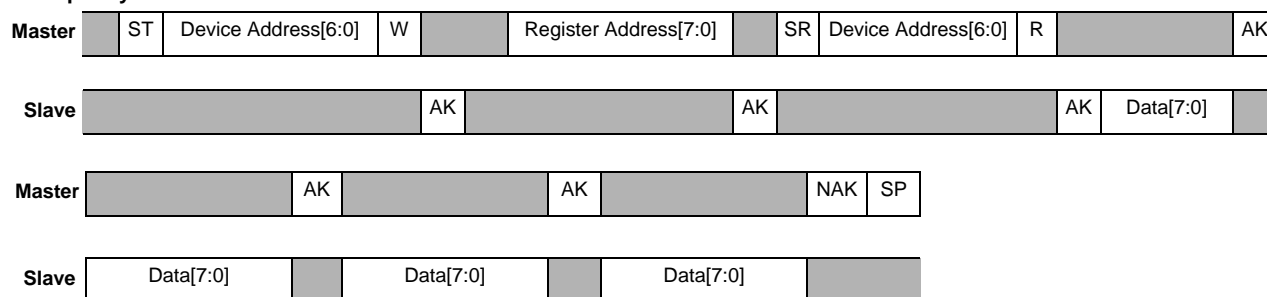 Master ST Device Address[6:0] W Register Address[7:0] SR Device Address[6:0] R AK
Slave AK AK AK Data[7:0]
Master AK AK NAK SP
Slave Data[7:0] Data[7:0] Data[7:0]